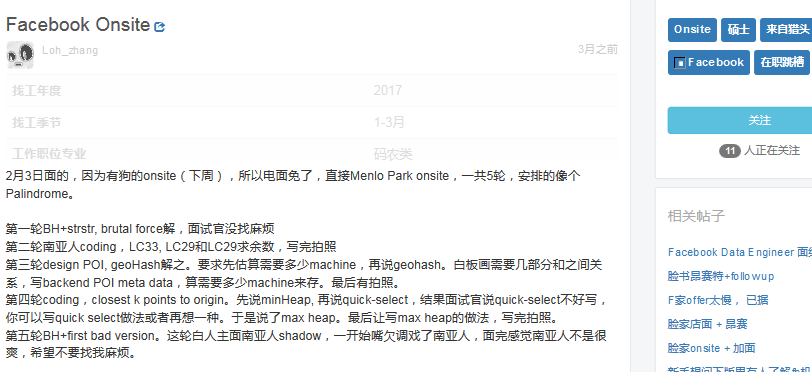 Facebook Onsite
Loh_zhang
3月之前
找工年度
2017
找工季节
1-3月
工作职位专业
码农类
2月3日面的，因为有狗的onsite（下周），所以电面免了，直接Menlo Park onsite，一共5轮，安排的像个
Palindrome。
第一轮BH+strstr, brutal force解，面试官没找麻烦
第二轮南亚人coding，LC33, LC29和LC29求余数，写完拍照
第三轮design POI, geoHash解之。要求先估算需要多少machine，再说geohash。白板画需要几部分和之间关
系，写backend POI meta data，算需要多少machine来存。最后有拍照。
第四轮coding，closest k points to origin。先说minHeap, 再说quick-select，结果面试官说quick-select不好写，
你可以写quick select做法或者再想一种。于是说了max heap。最后让写max heap的做法，写完拍照。
第五轮BH+first bad version。这轮白人主面南亚人shadow，一开始嘴欠调戏了南亚人，面完感觉南亚人不是很
爽，希望不要找我麻烦。
Onsite
硕士
来自猎头
Facebook
在职跳槽
关注
11 人正在关注
相关帖子
Facebook Data Engineer 面
脸书昂赛特+followup
F家offer太慢， 已据
脸家店面 + 昂赛
脸家onsite + 加面